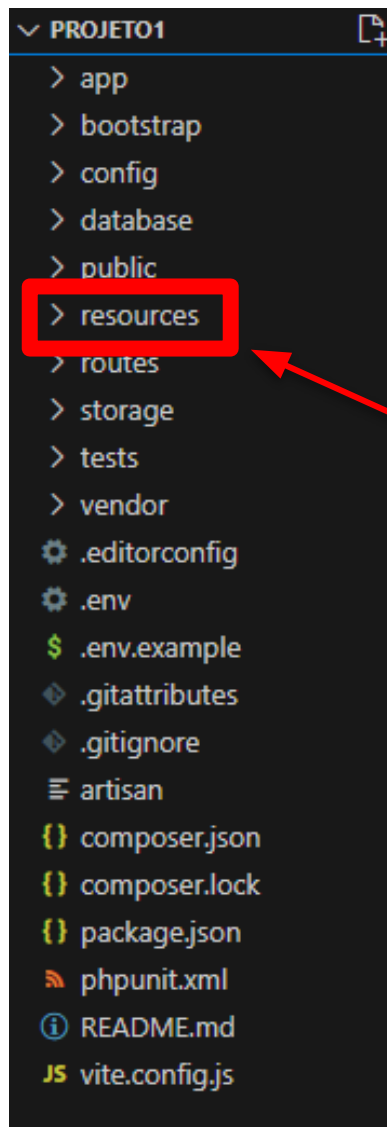 PROJETO1
app
bootstrap
config
database
public
resources
routes
storage
tests
vendor
.editorconfig
.env
$ .env.example
.gitattributes
.gitignore
artisan
{} composer.json
{} composer.lock
{} package.json
phpunit.xml
README.md
JS vite.config.js